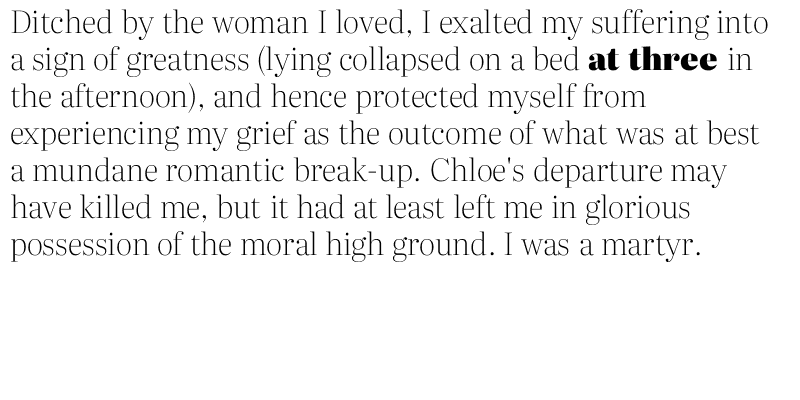 Ditched by the woman I loved, I exalted my suffering into
a sign of greatness (lying collapsed on a bed at three in
the afternoon), and hence protected myself from
experiencing my grief as the outcome of what was at best
a mundane romantic break-up. Chloe's departure may
have killed me, but it had at least left me in glorious
possession of the moral high ground. I was a martyr.